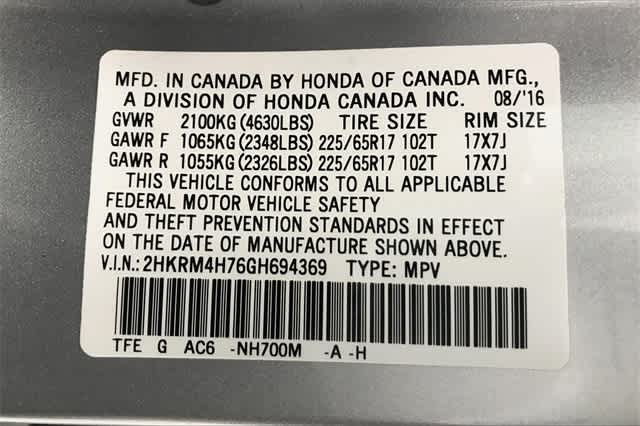 MFD. IN CANADA BY HONDA OF CANADA MFG.,
A DIVISION OF HONDA CANADA INC. 08/'16
GVWR 2100KG(4630LBS) TIRE SIZE RIM SIZE
GAWR F 1065KG(2348LBS) 225/65R17 102T 17X7J
GAWR R 1055KG(2326LBS) 225/65R17 102T 17X7J
THIS VEHICLE CONFORMS TO ALL APPLICABLE
FEDERAL MOTOR VEHICLE SAFETY
AND THEFT PREVENTION STANDARDS IN EFFECT
ON THE DATE OF MANUFACTURE SHOWN ABOVE.
V.I.N.: 2HKRM4H76GH694369 TYPE: MPV
TFE G AC6 -NH700M -A -H